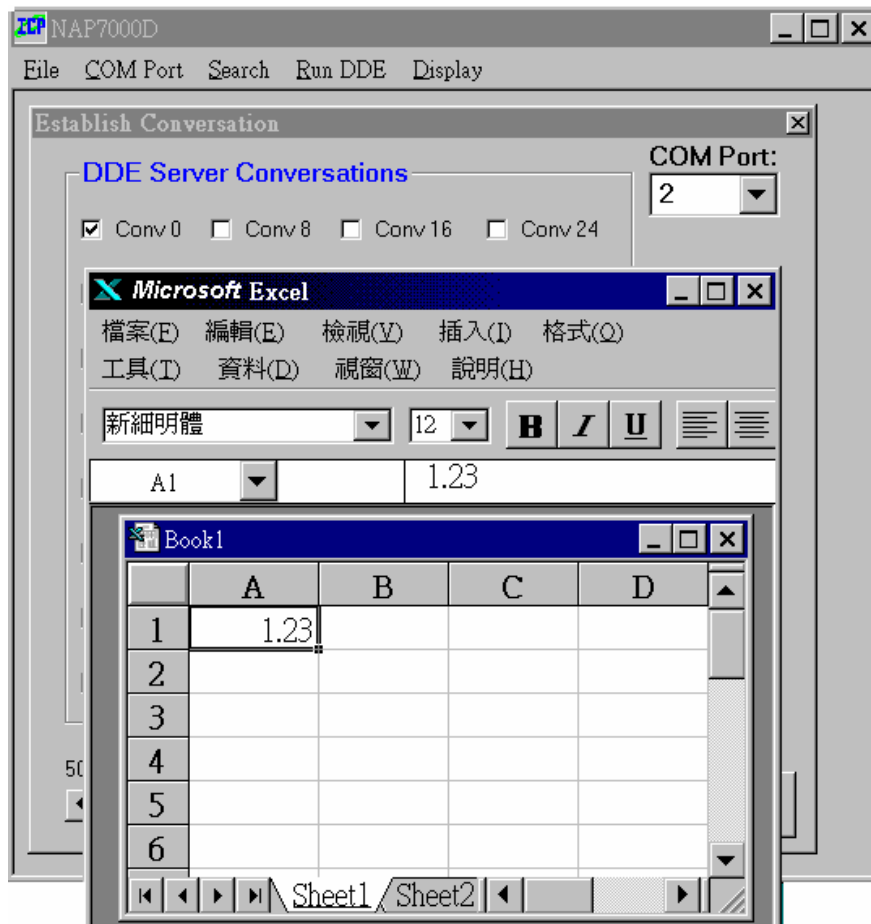 ICP NAP7000D
File COM Port Search Run DDE Display
Establish Conversation
DDE Server Conversations
COM Port:
2
Conv 0 Conv 8 Conv 16 Conv 24
Microsoft Excel
檔案(F) 編輯(E) 檢視(V) 插入(I) 格式(O)
工具(T) 資料(D) 視窗(W) 說明(H)
新細明體 12 B I U
A1 1.23
Book1
A B C D
1 1.23
2
3
4
5
6
50
Sheet1 Sheet2